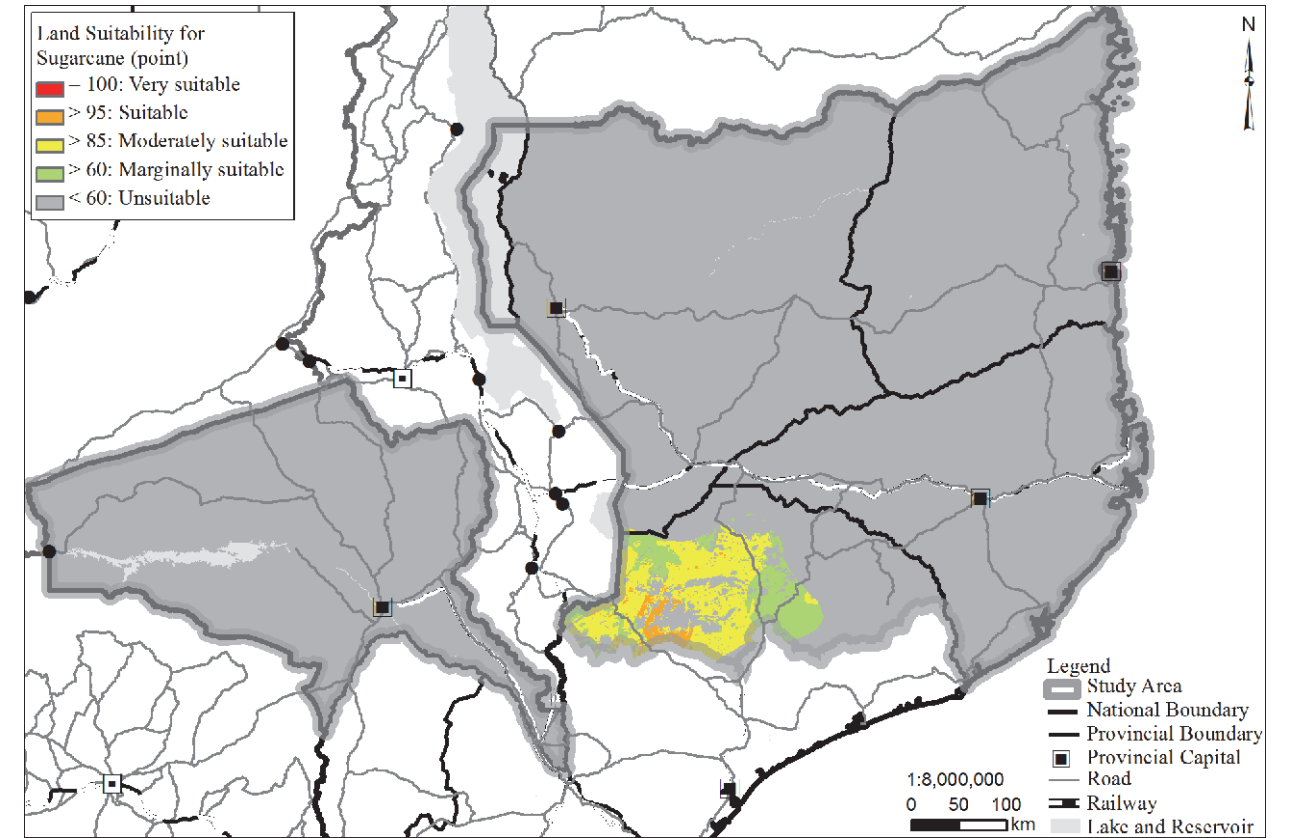 Land Suitability for
Sugarcane (point)
– 100: Very suitable
> 95: Suitable
> 85: Moderately suitable
> 60: Marginally suitable
< 60: Unsuitable
N
Legend
Study Area
National Boundary
Provincial Boundary
Provincial Capital
Road
Railway
Lake and Reservoir
1:8,000,000
0 50 100
km